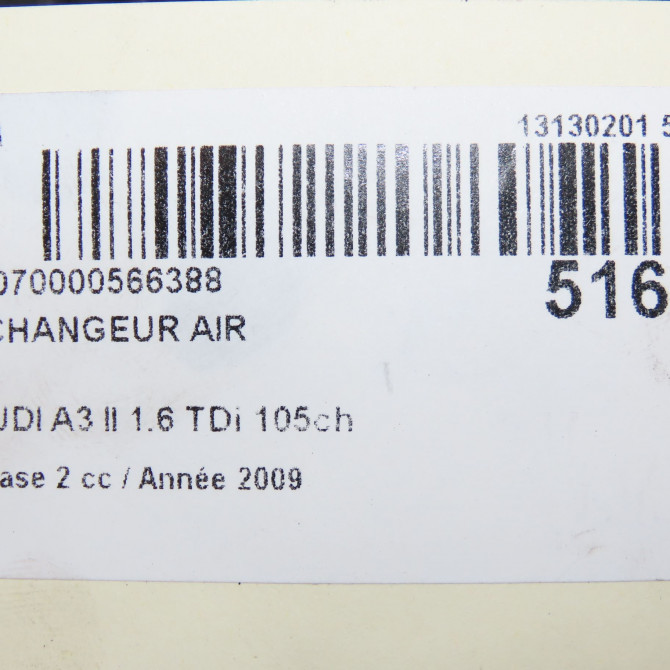 13130201 5
070000566388
516
CHANGEUR AIR
UDI A3 II 1.6 TDi 105ch
ase 2 cc / Année 2009